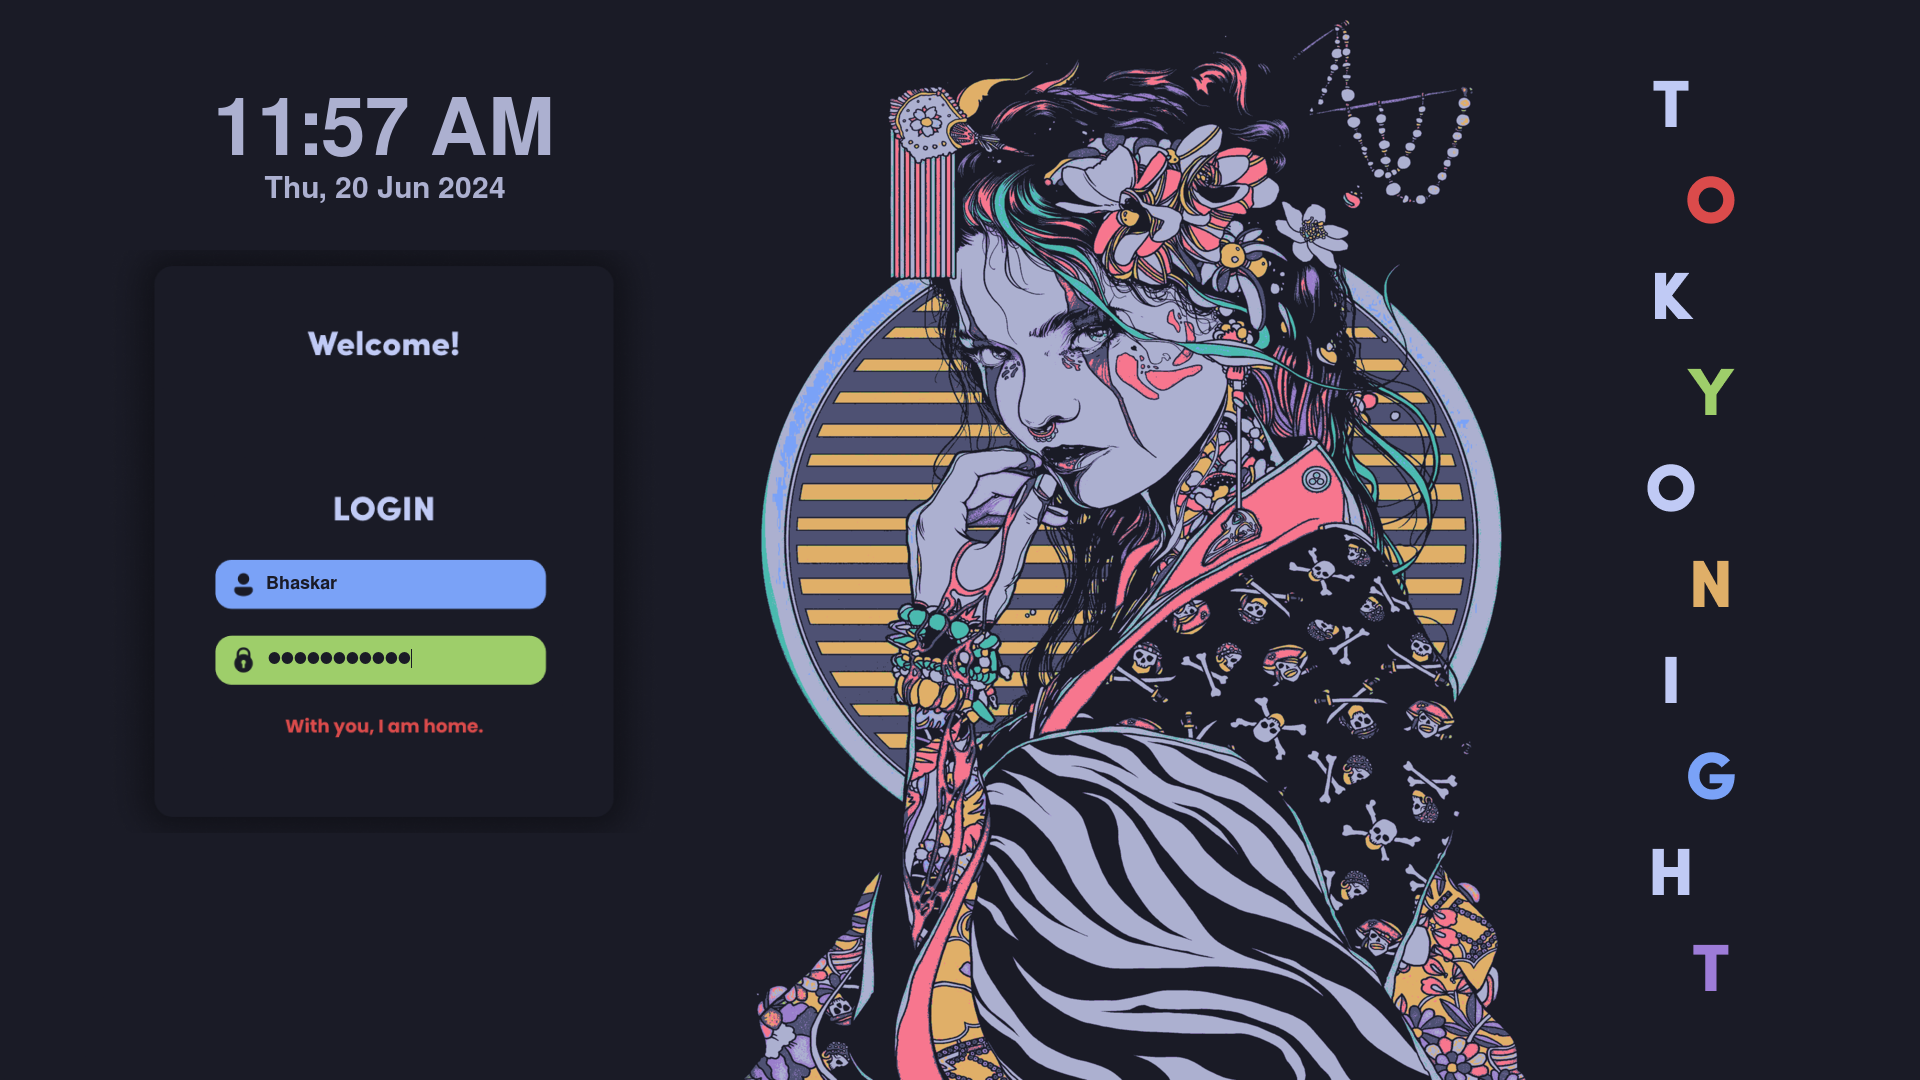 11:57 AM
Thu, 20 Jun 2024
Welcome!
LOGIN
Bhaskar
●●●●●●●●●●●
With you, I am home.
T
O
K
Y
O
N
I
G
H
T